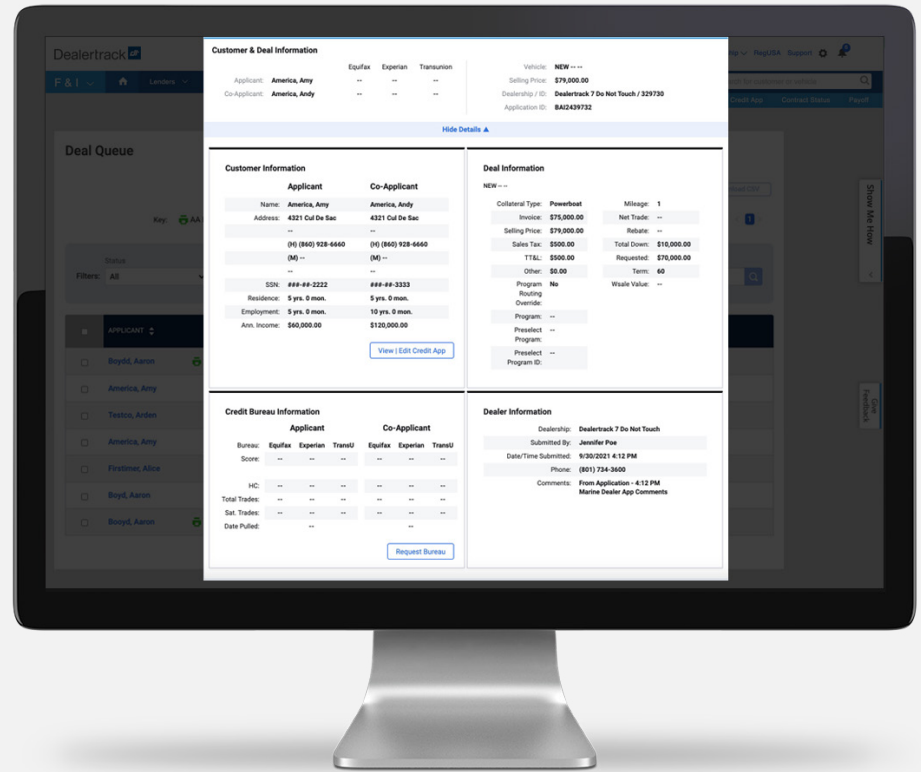 Dealertrack
F & I
Lenders
RegUSA Support
Credit App Contract Status Payoff
Deal Queue
Key:
Status
Filters: All
APPLICANT
Boydd, Aaron
America, Amy
Testco, Arden
America, Amy
Firstimer, Alice
Boyd, Aaron
Booyd, Aaron
Show Me How
Give Feedback
Customer & Deal Information
Equifax Experian Transunion
Applicant: America, Amy -- -- --
Co-Applicant: America, Andy -- -- --
Vehicle: NEW -- --
Selling Price: $79,000.00
Dealership / ID: Dealertrack 7 Do Not Touch / 329730
Application ID: BAI2439732
Hide Details ▲
Customer Information
Applicant Co-Applicant
Name: America, Amy America, Andy
Address: 4321 Cul De Sac 4321 Cul De Sac
-- --
(H) (860) 928-6660 (H) (860) 928-6660
(M) -- (M) --
-- --
SSN: ###-##-2222 ###-##-3333
Residence: 5 yrs. 0 mon. 5 yrs. 0 mon.
Employment: 5 yrs. 0 mon. 10 yrs. 0 mon.
Ann. Income: $60,000.00 $120,000.00
View | Edit Credit App
Deal Information
NEW -- --
Collateral Type: Powerboat Mileage: 1
Invoice: $75,000.00 Net Trade: --
Selling Price: $79,000.00 Rebate: --
Sales Tax: $500.00 Total Down: $10,000.00
TT&L: $500.00 Requested: $70,000.00
Other: $0.00 Term: 60
Program Routing Override: No Wsale Value: --
Program: --
Preselect Program: --
Preselect Program ID: --
Credit Bureau Information
Applicant Co-Applicant
Bureau: Equifax Experian TransU Equifax Experian TransU
Score: -- -- -- -- -- --
HC: -- -- -- -- -- --
Total Trades: -- -- -- -- -- --
Sat. Trades: -- -- -- -- -- --
Date Pulled: -- --
Request Bureau
Dealer Information
Dealership: Dealertrack 7 Do Not Touch
Submitted By: Jennifer Poe
Date/Time Submitted: 9/30/2021 4:12 PM
Phone: (801) 734-3600
Comments: From Application - 4:12 PM
Marine Dealer App Comments